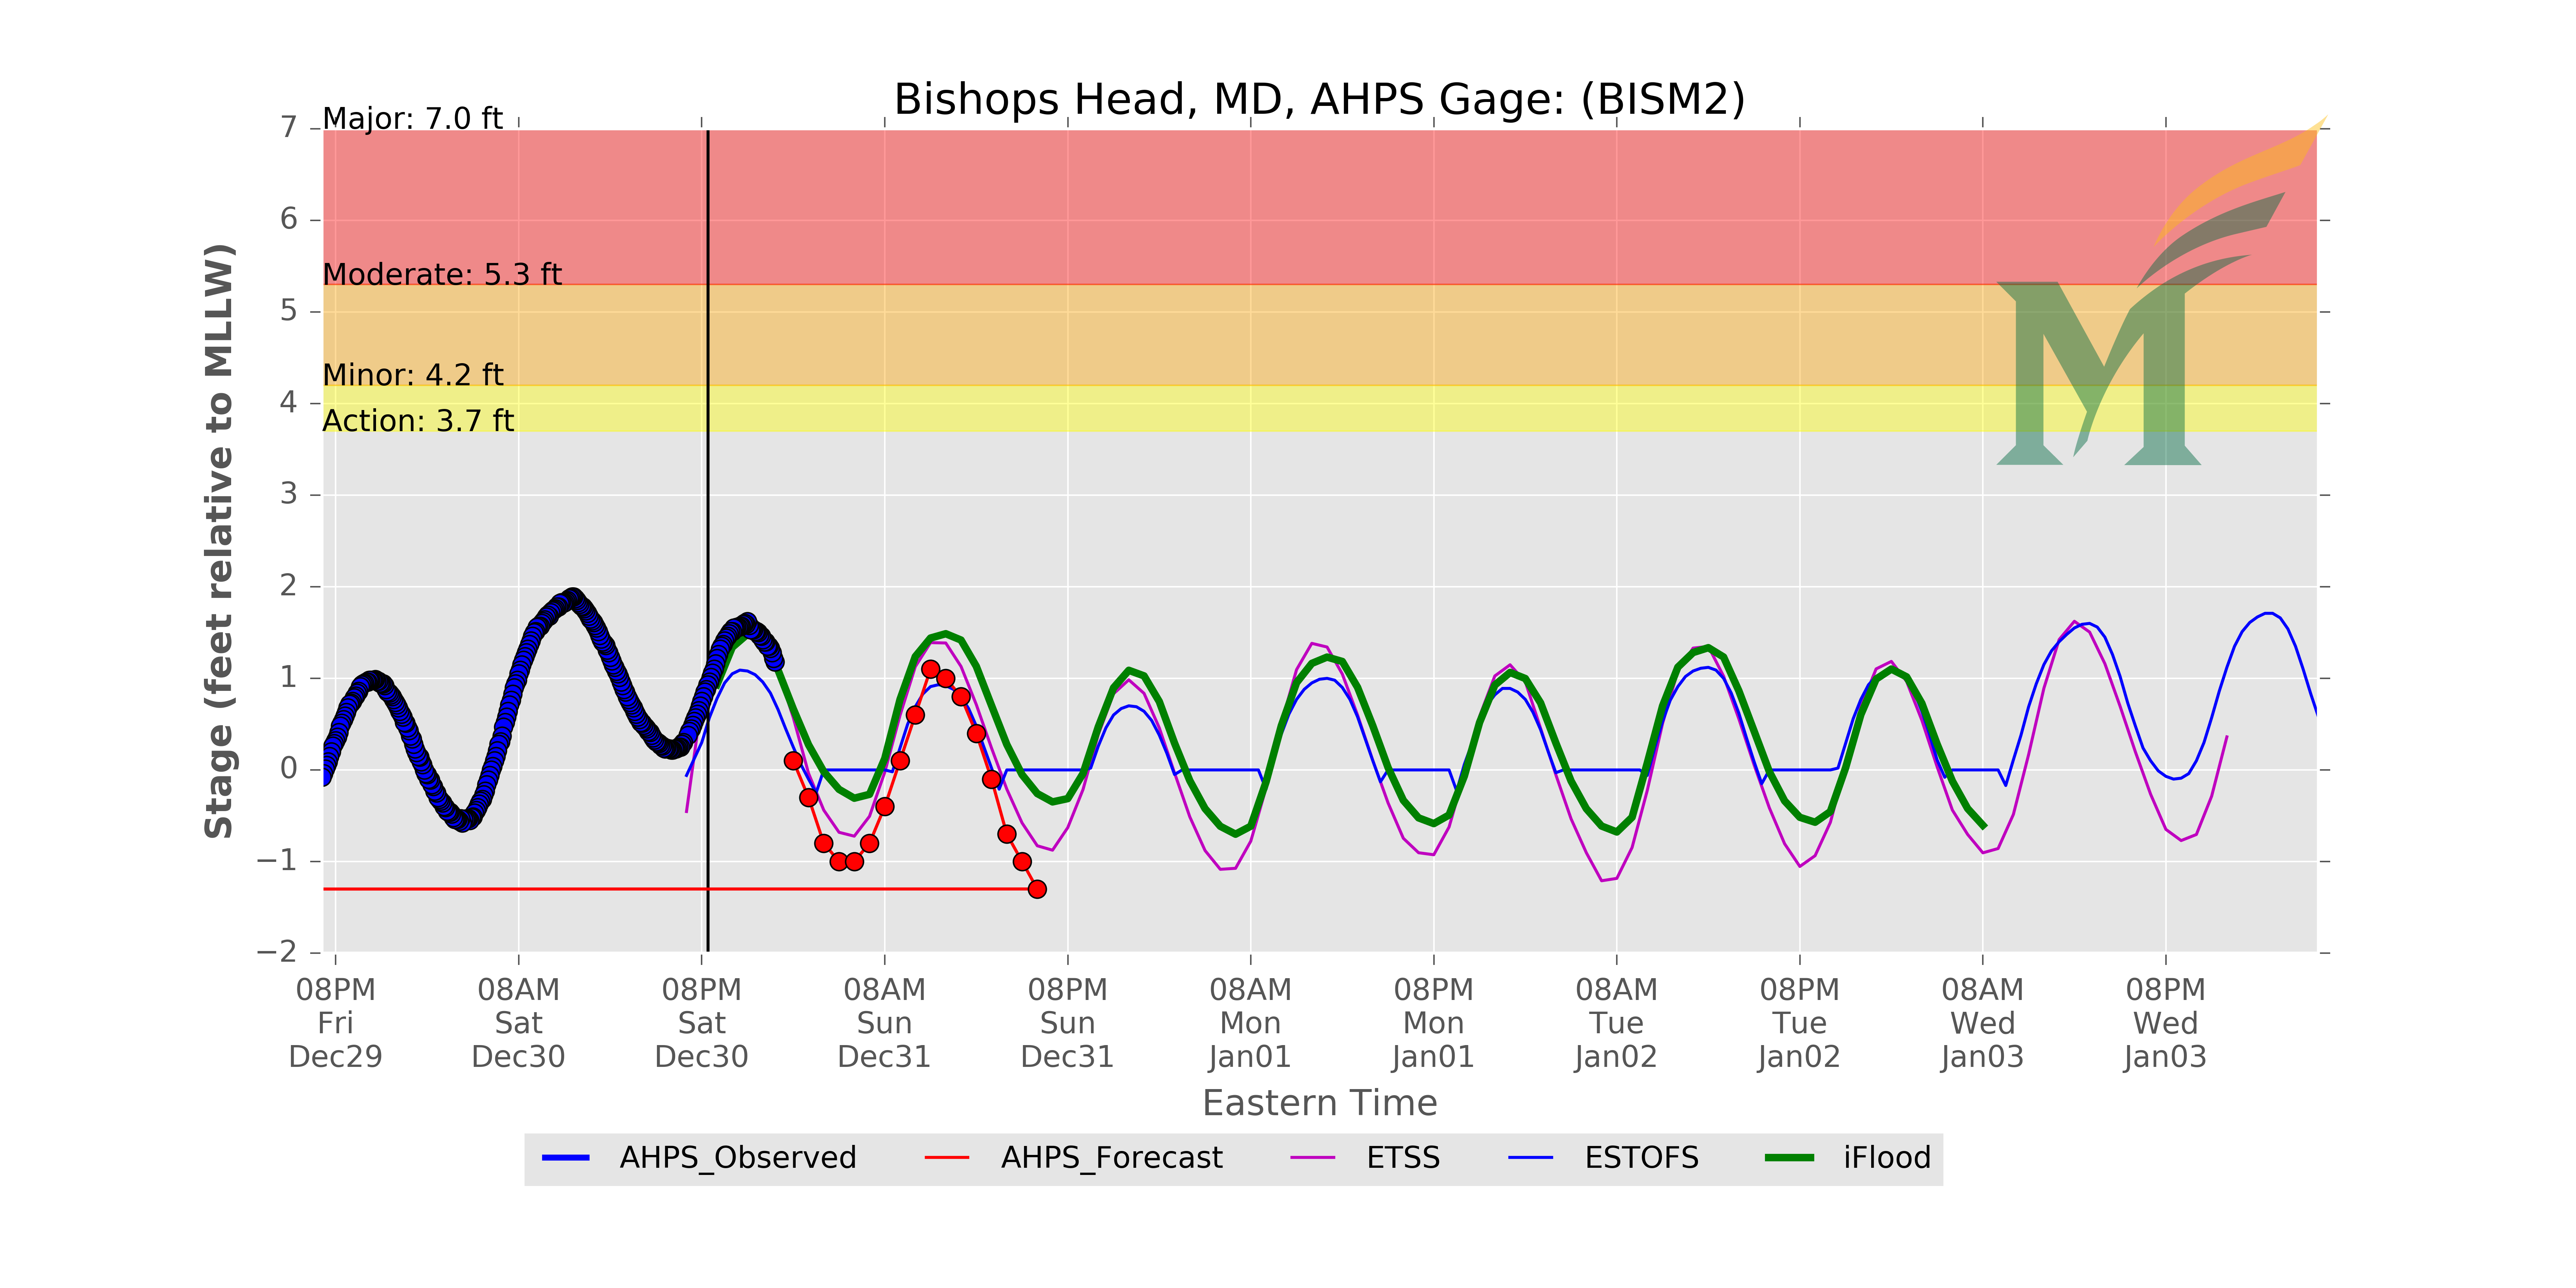 Bishops Head, MD, AHPS Gage: (BISM2)
Major: 7.0 ft
Moderate: 5.3 ft
Minor: 4.2 ft
Action: 3.7 ft
7
6
5
4
3
2
1
0
−1
−2
Stage (feet relative to MLLW)
08PM
Fri
Dec29
08AM
Sat
Dec30
08PM
Sat
Dec30
08AM
Sun
Dec31
08PM
Sun
Dec31
08AM
Mon
Jan01
08PM
Mon
Jan01
08AM
Tue
Jan02
08PM
Tue
Jan02
08AM
Wed
Jan03
08PM
Wed
Jan03
Eastern Time
AHPS_Observed
AHPS_Forecast
ETSS
ESTOFS
iFlood
M